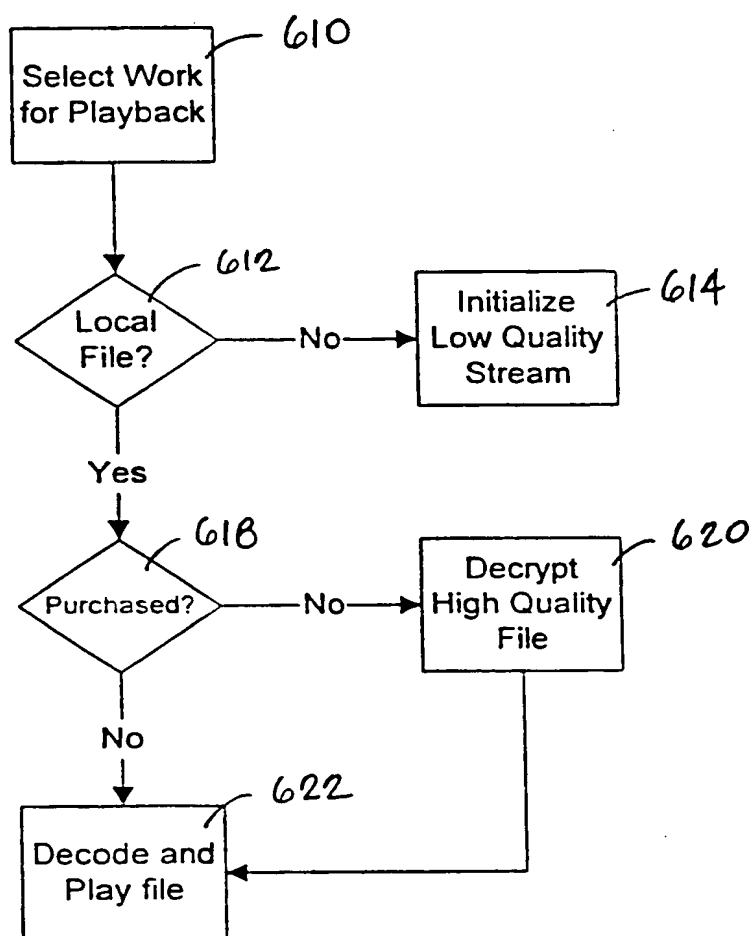 610
Select Work
for Playback
612
Local
File?
No
614
Initialize
Low Quality
Stream
Yes
618
Purchased?
No
620
Decrypt
High Quality
File
No
622
Decode and
Play file